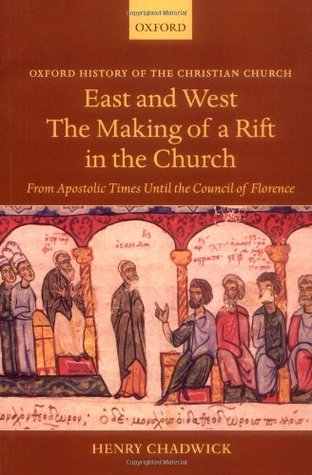 OXFORD
OXFORD HISTORY OF THE CHRISTIAN CHURCH
East and West
The Making of a Rift
in the Church
From Apostolic Times Until the Council of Florence
HENRY CHADWICK